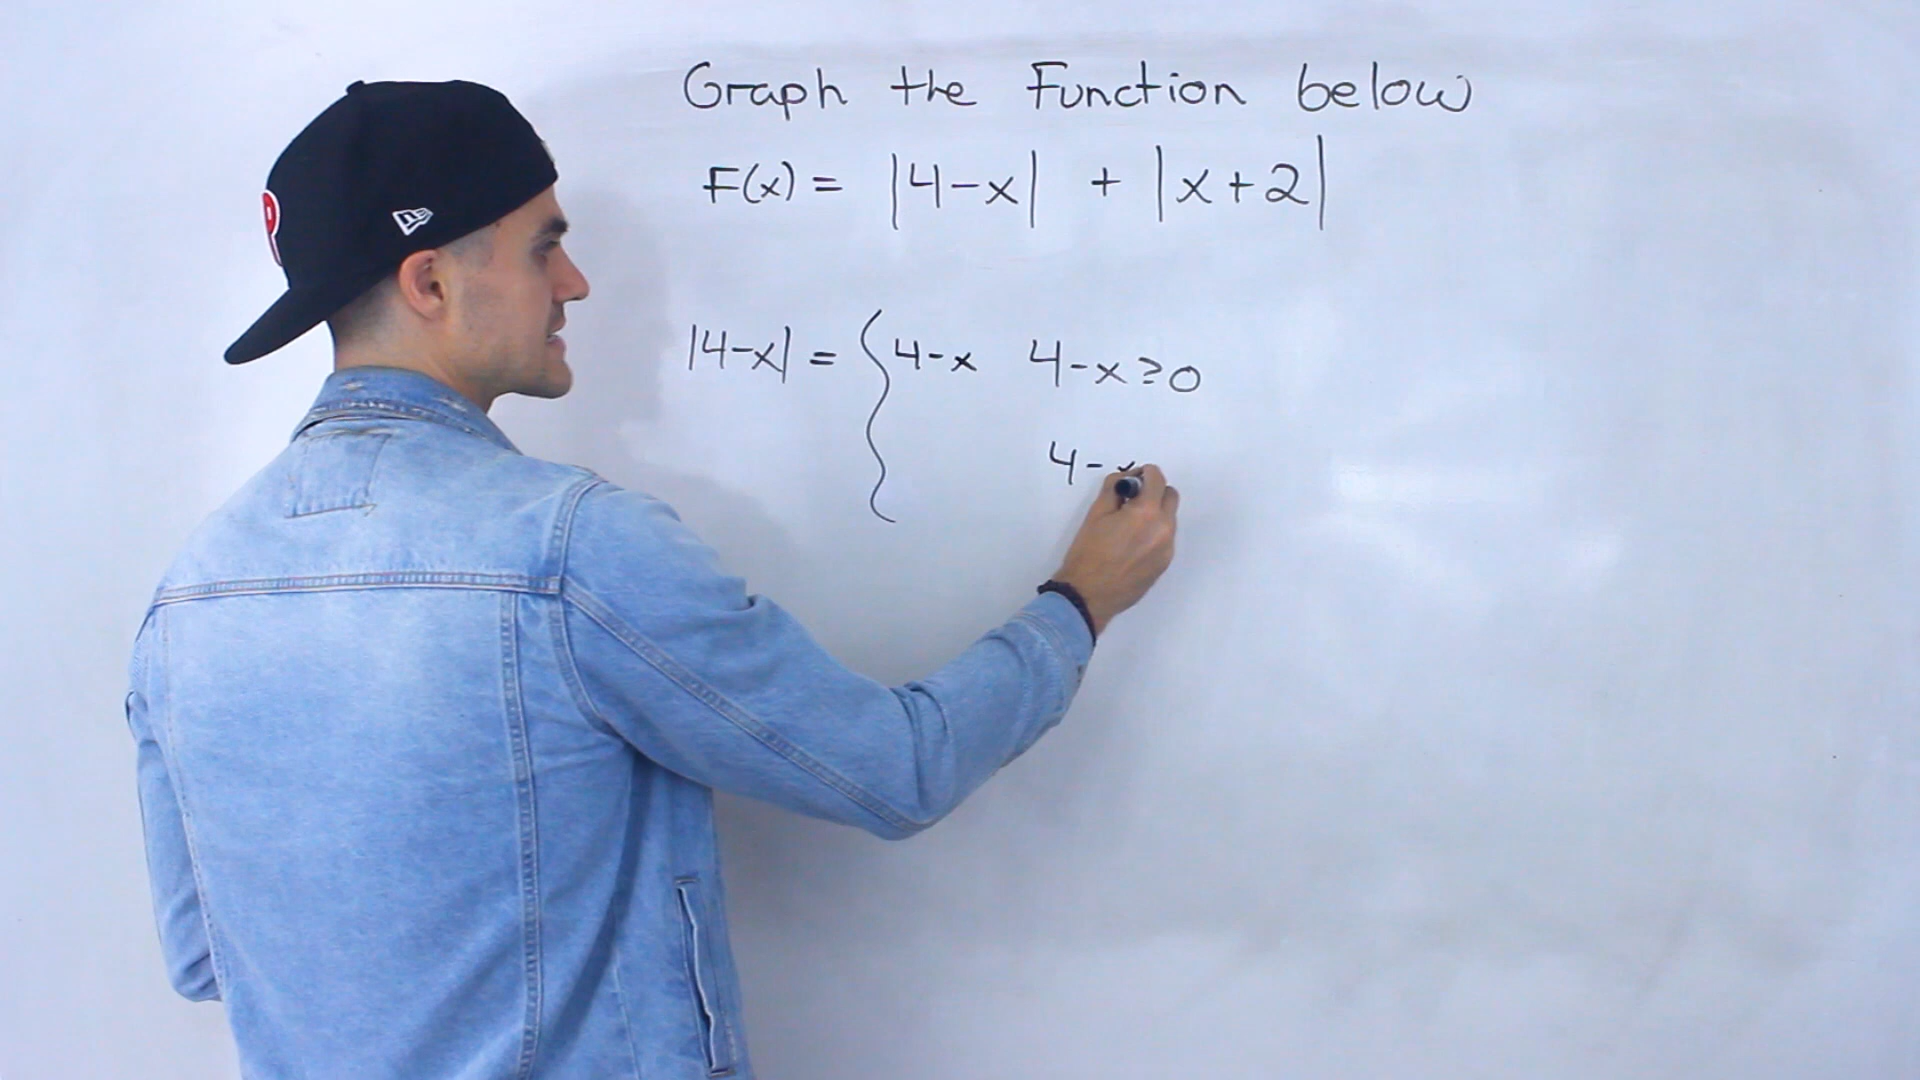 Graph the Function below
F(x) = |4-x| + |x+2|
|4-x| = { 4-x 4-x≥0
4-x
P